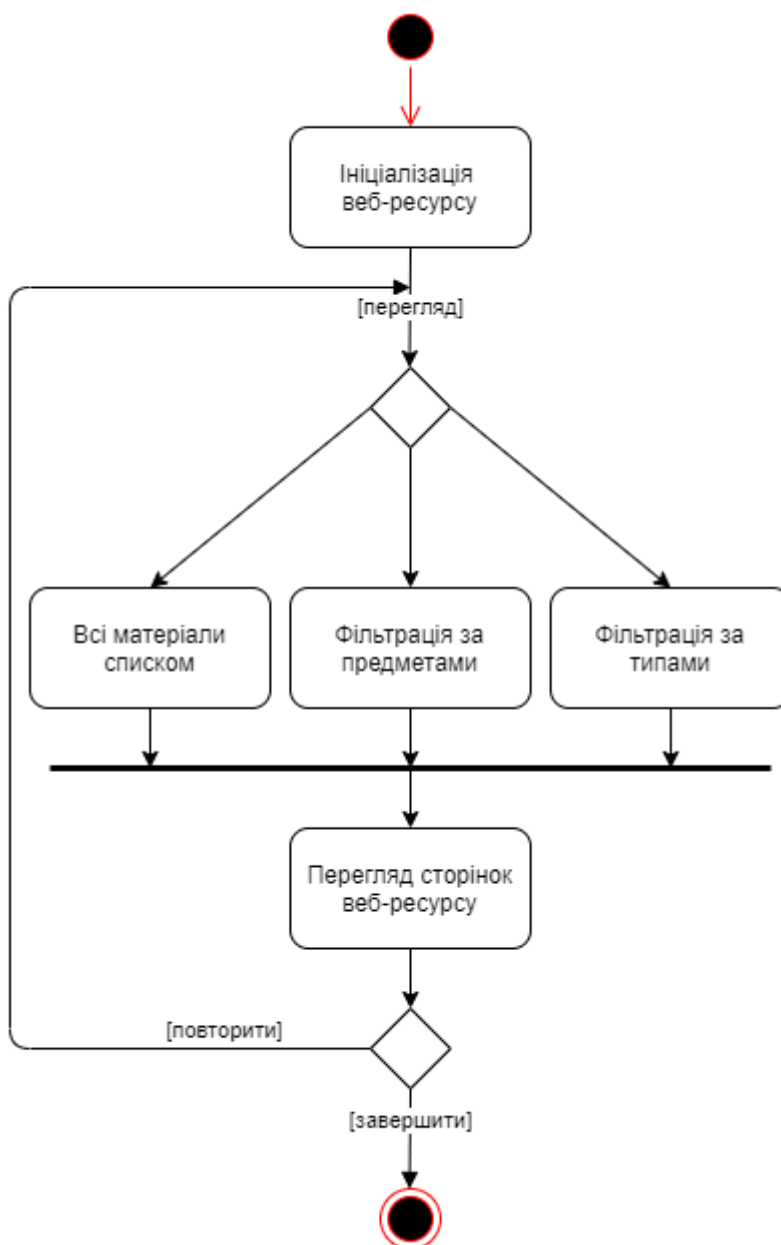 Ініціалізація
веб-ресурсу
[перегляд]
Всі матеріали
списком
Фільтрація за
предметами
Фільтрація за
типами
Перегляд сторінок
веб-ресурсу
[повторити]
[завершити]